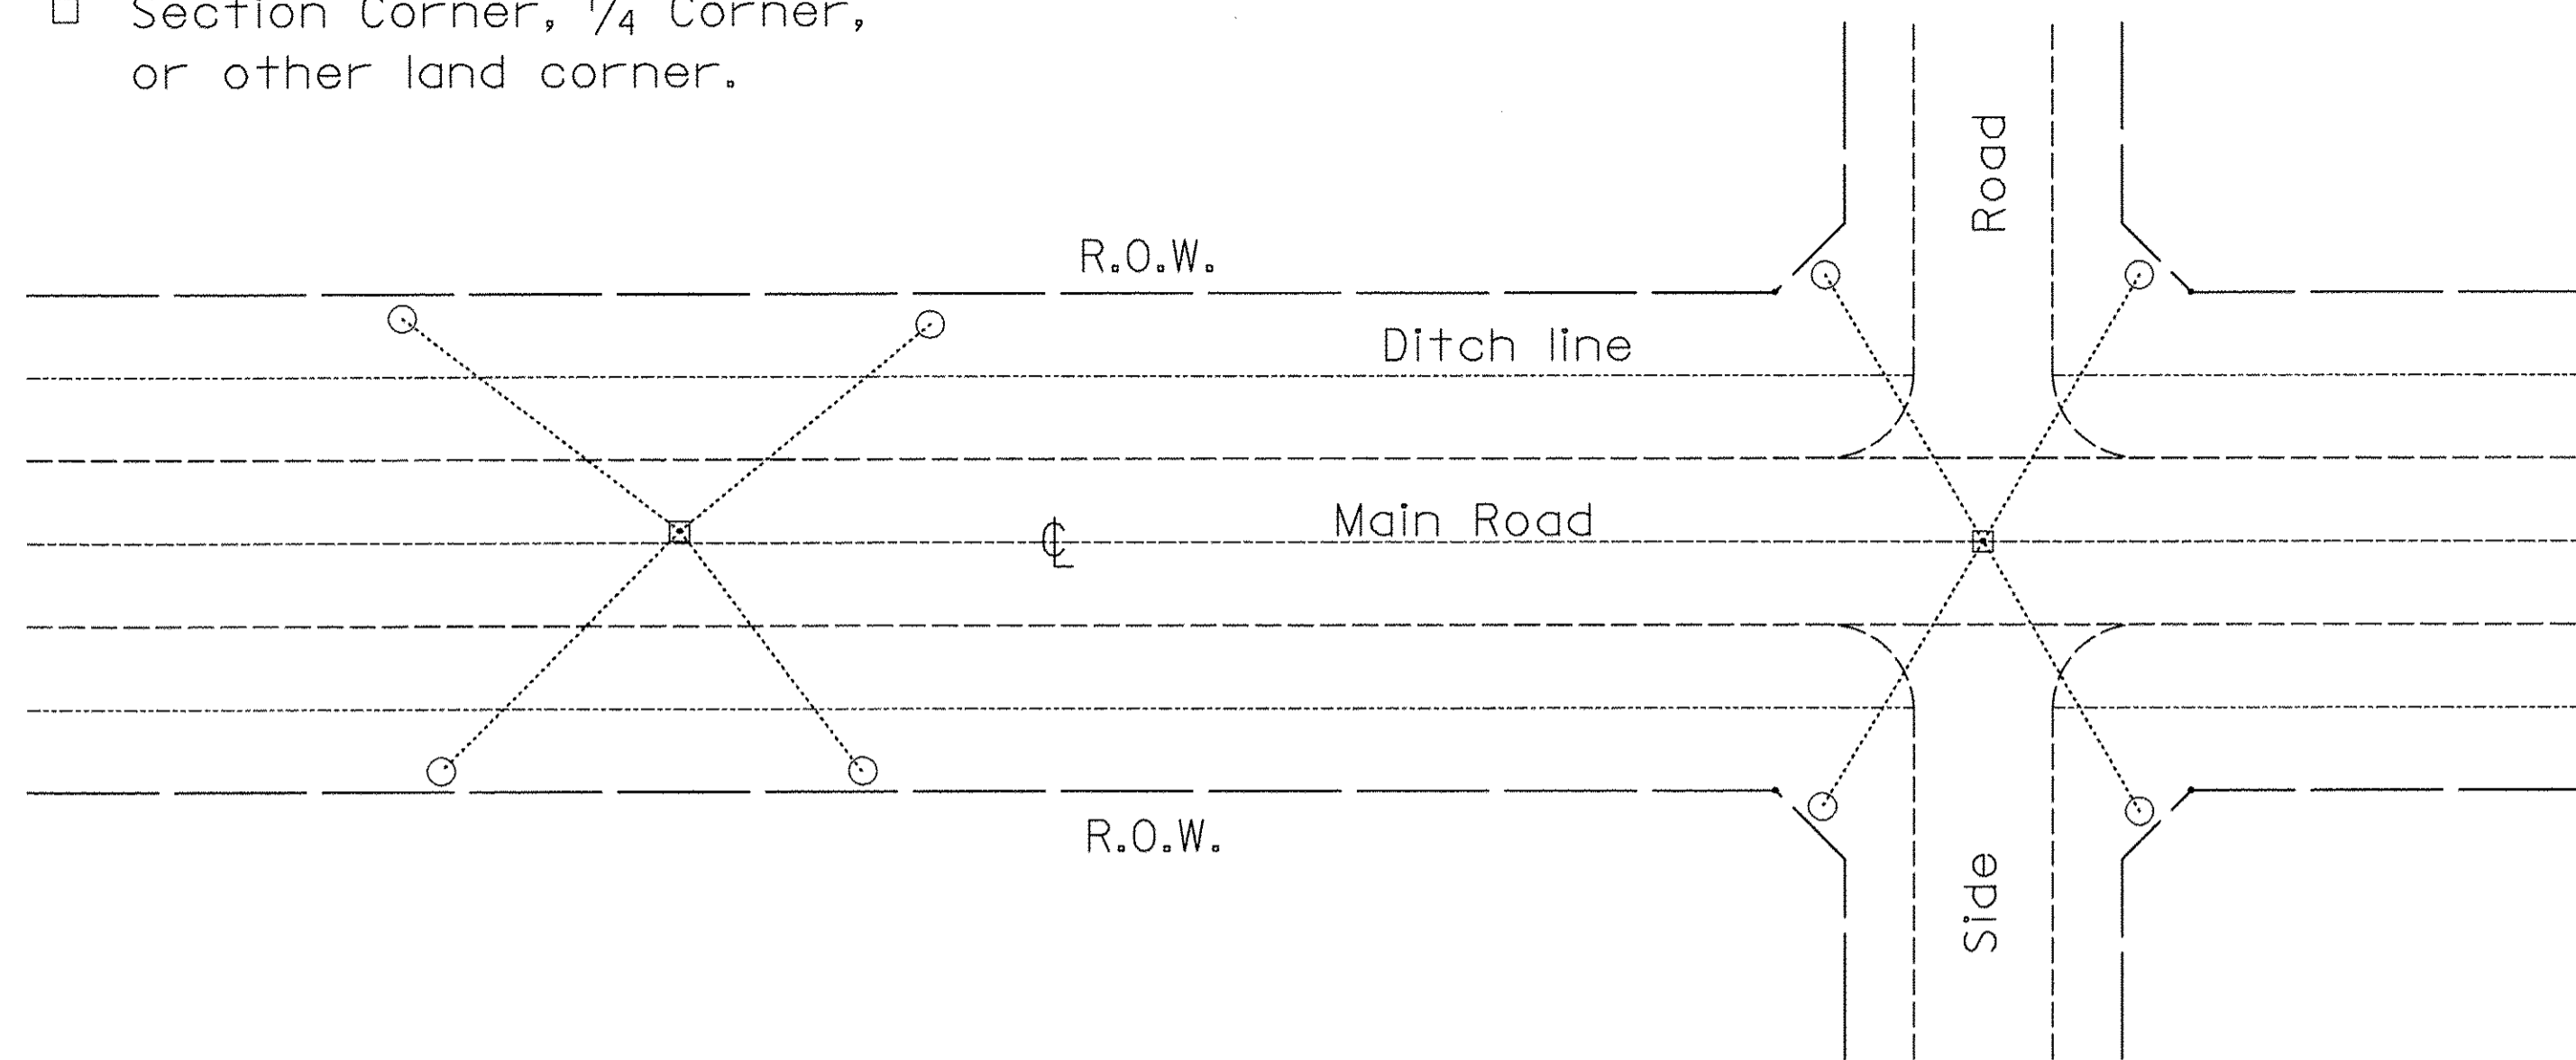 □ Section Corner, 1/4 Corner,
or other land corner.
Road
R.O.W.
Ditch line
Main Road
℄
R.O.W.
Side